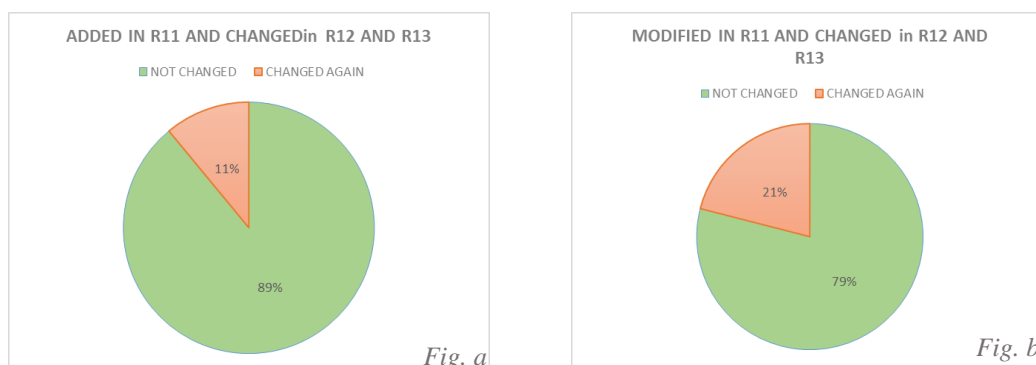 ADDED IN R11 AND CHANGEDin R12 AND R13
NOT CHANGED CHANGED AGAIN
11%
89%
Fig. a
MODIFIED IN R11 AND CHANGED in R12 AND
R13
NOT CHANGED CHANGED AGAIN
21%
79%
Fig. b